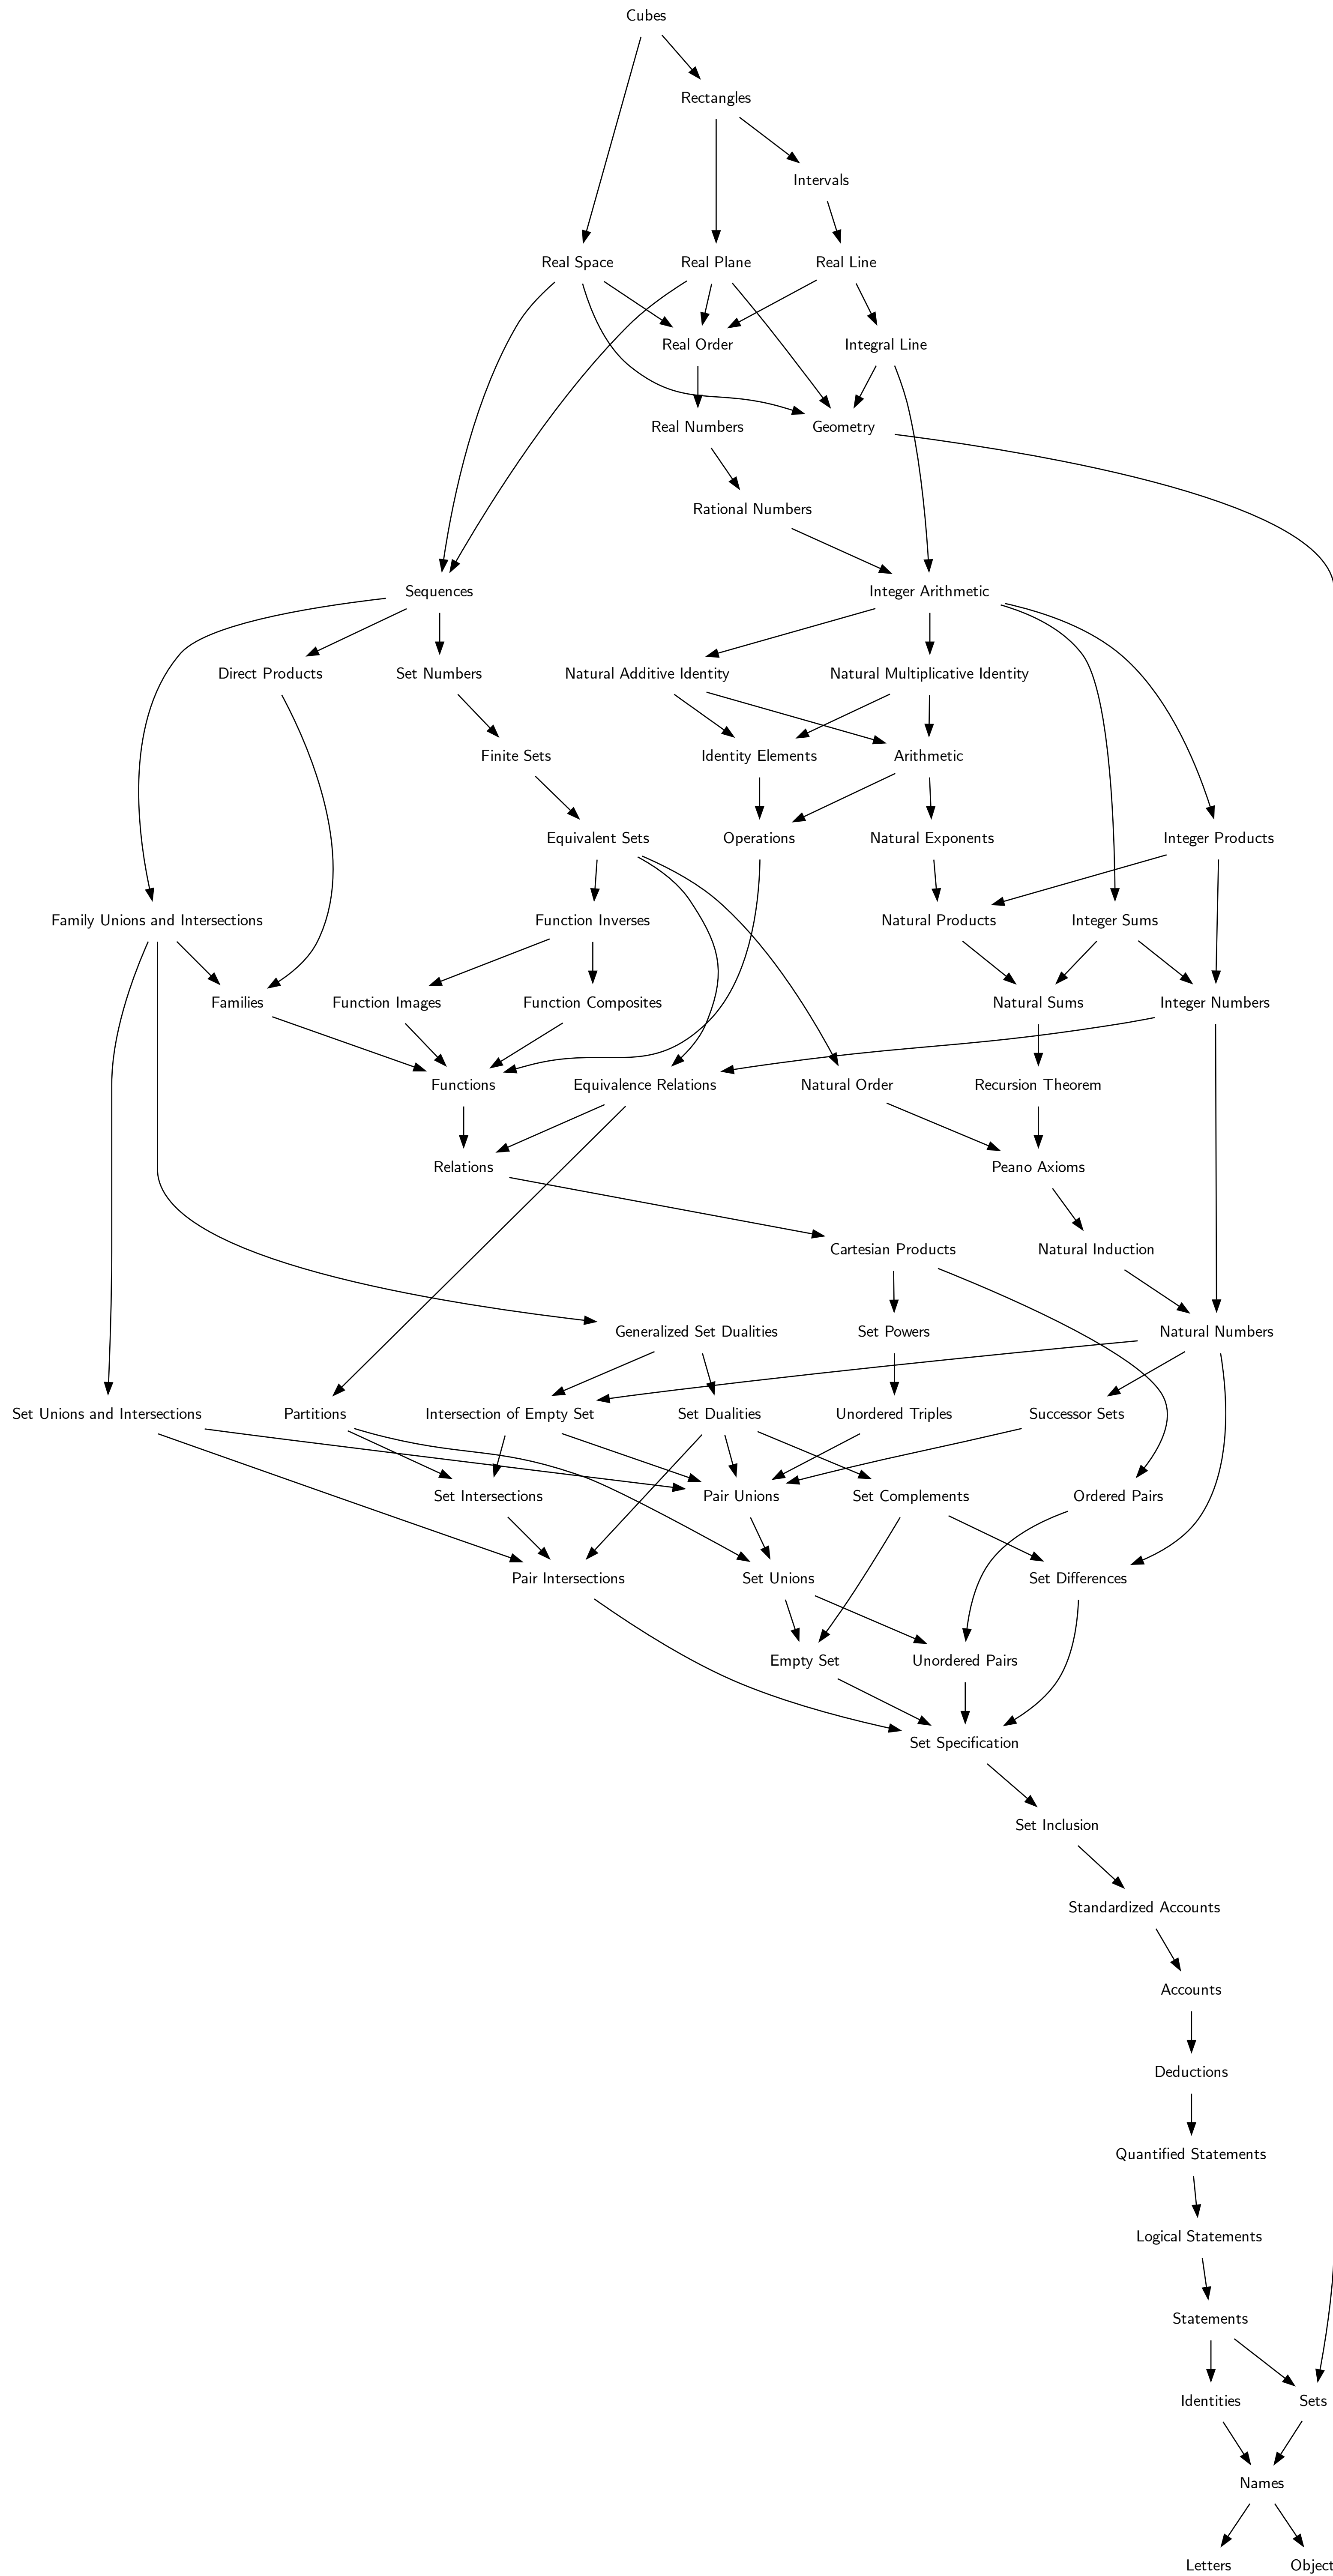 Cubes
Rectangles
Intervals
Real Space
Real Plane
Real Line
Real Order
Integral Line
Real Numbers
Geometry
Rational Numbers
Sequences
Integer Arithmetic
Direct Products
Set Numbers
Natural Additive Identity
Natural Multiplicative Identity
Finite Sets
Identity Elements
Arithmetic
Equivalent Sets
Operations
Natural Exponents
Integer Products
Family Unions and Intersections
Function Inverses
Natural Products
Integer Sums
Families
Function Images
Function Composites
Natural Sums
Integer Numbers
Functions
Equivalence Relations
Natural Order
Recursion Theorem
Relations
Peano Axioms
Cartesian Products
Natural Induction
Generalized Set Dualities
Set Powers
Natural Numbers
Set Unions and Intersections
Partitions
Intersection of Empty Set
Set Dualities
Unordered Triples
Successor Sets
Set Intersections
Pair Unions
Set Complements
Ordered Pairs
Pair Intersections
Set Unions
Set Differences
Empty Set
Unordered Pairs
Set Specification
Set Inclusion
Standardized Accounts
Accounts
Deductions
Quantified Statements
Logical Statements
Statements
Identities
Sets
Names
Letters
Object